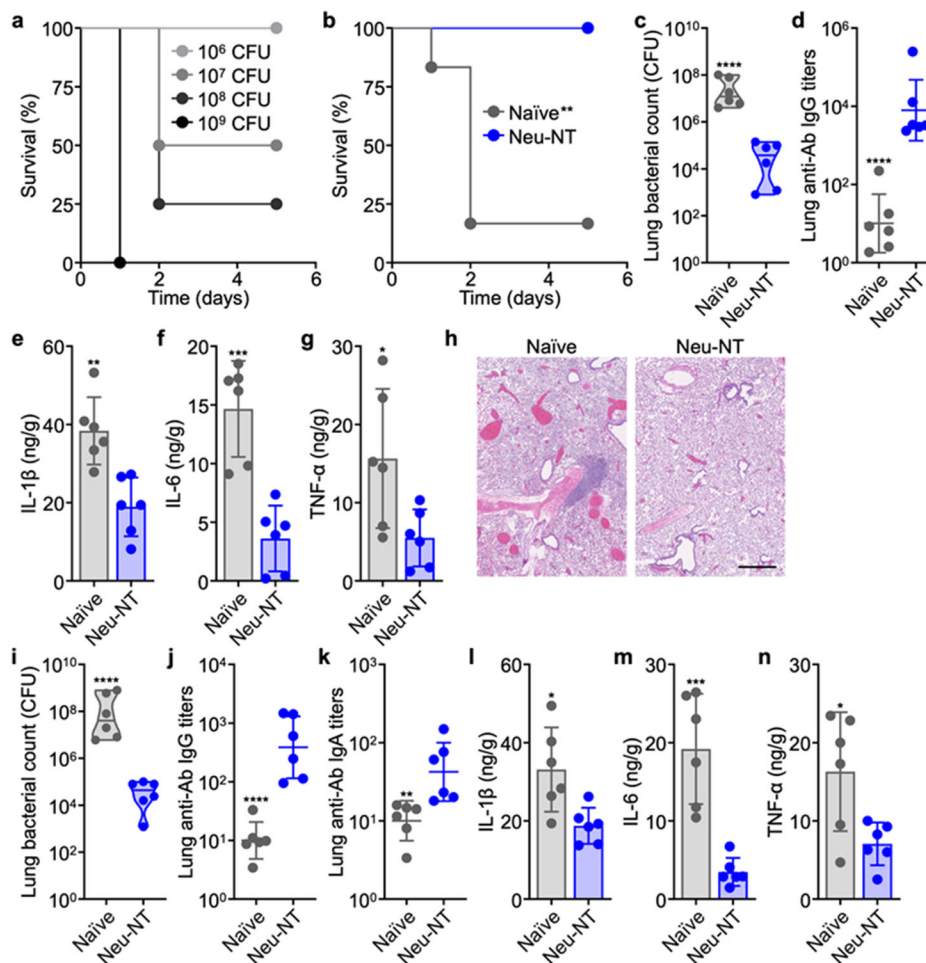 a
Survival (%)
100
75
50
25
0
0 2 4 6
Time (days)
10⁶ CFU
10⁷ CFU
10⁸ CFU
10⁹ CFU
b
Survival (%)
100
75
50
25
0
0 2 4 6
Time (days)
Naïve**
Neu-NT
c
Lung bacterial count (CFU)
10¹⁰
10⁸
10⁶
10⁴
10²
10⁰
****
Naïve
Neu-NT
d
Lung anti-Ab IgG titers
10⁶
10⁴
10²
10⁰
****
Naïve
Neu-NT
e
IL-1β (ng/g)
60
40
20
0
**
Naïve
Neu-NT
f
IL-6 (ng/g)
20
15
10
5
0
***
Naïve
Neu-NT
g
TNF-α (ng/g)
30
20
10
0
*
Naïve
Neu-NT
h
Naïve Neu-NT
i
Lung bacterial count (CFU)
10¹⁰
10⁸
10⁶
10⁴
10²
10⁰
****
Naïve
Neu-NT
j
Lung anti-Ab IgG titers
10⁴
10³
10²
10¹
10⁰
****
Naïve
Neu-NT
k
Lung anti-Ab IgA titers
10³
10²
10¹
10⁰
**
Naïve
Neu-NT
l
IL-1β (ng/g)
60
40
20
0
*
Naïve
Neu-NT
m
IL-6 (ng/g)
30
20
10
0
***
Naïve
Neu-NT
n
TNF-α (ng/g)
30
20
10
0
*
Naïve
Neu-NT